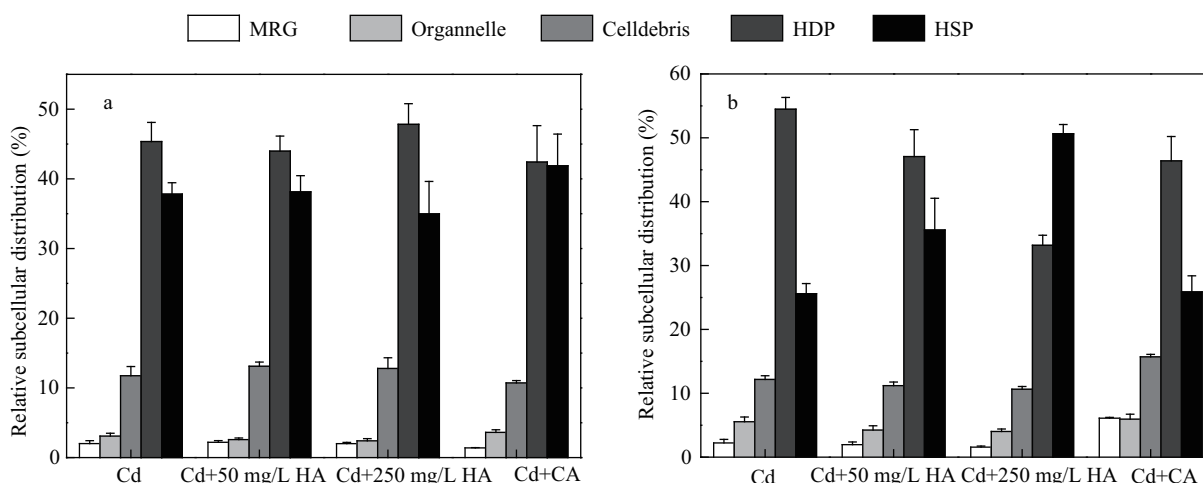 MRG Organnelle Celldebris HDP HSP
a
Relative subcellular distribution (%)
50
40
30
20
10
0
Cd Cd+50 mg/L HA Cd+250 mg/L HA Cd+CA
b
Relative subcellular distribution (%)
60
50
40
30
20
10
0
Cd Cd+50 mg/L HA Cd+250 mg/L HA Cd+CA